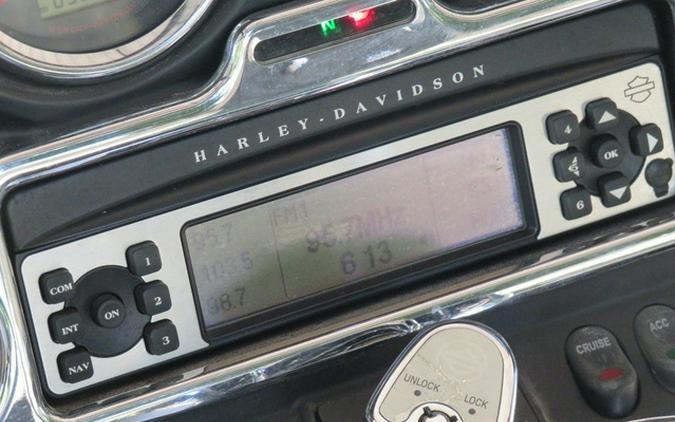 N
HARLEY-DAVIDSON
FM1
95.7
95.7MHz
103.5
6 13
98.7
COM
INT
NAV
ON
1
2
3
4
6
OK
UNLOCK
LOCK
CRUISE
ACC